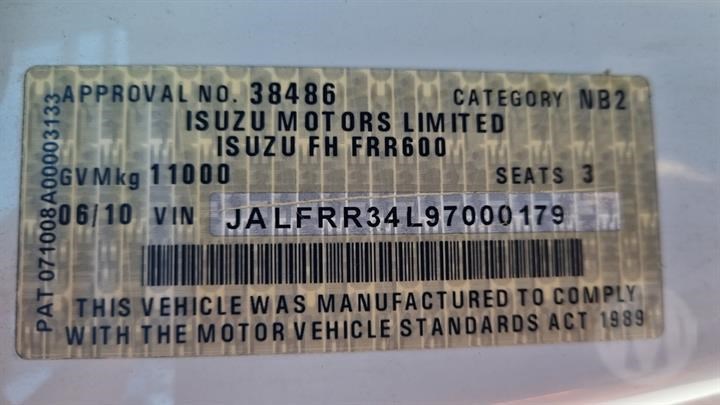 APPROVAL NO. 38486 CATEGORY NB2
ISUZU MOTORS LIMITED
ISUZU FH FRR600
GVMkg 11000 SEATS 3
06/10 VIN JALFRR34L97000179
THIS VEHICLE WAS MANUFACTURED TO COMPLY
WITH THE MOTOR VEHICLE STANDARDS ACT 1989
PAT 071008A00003133